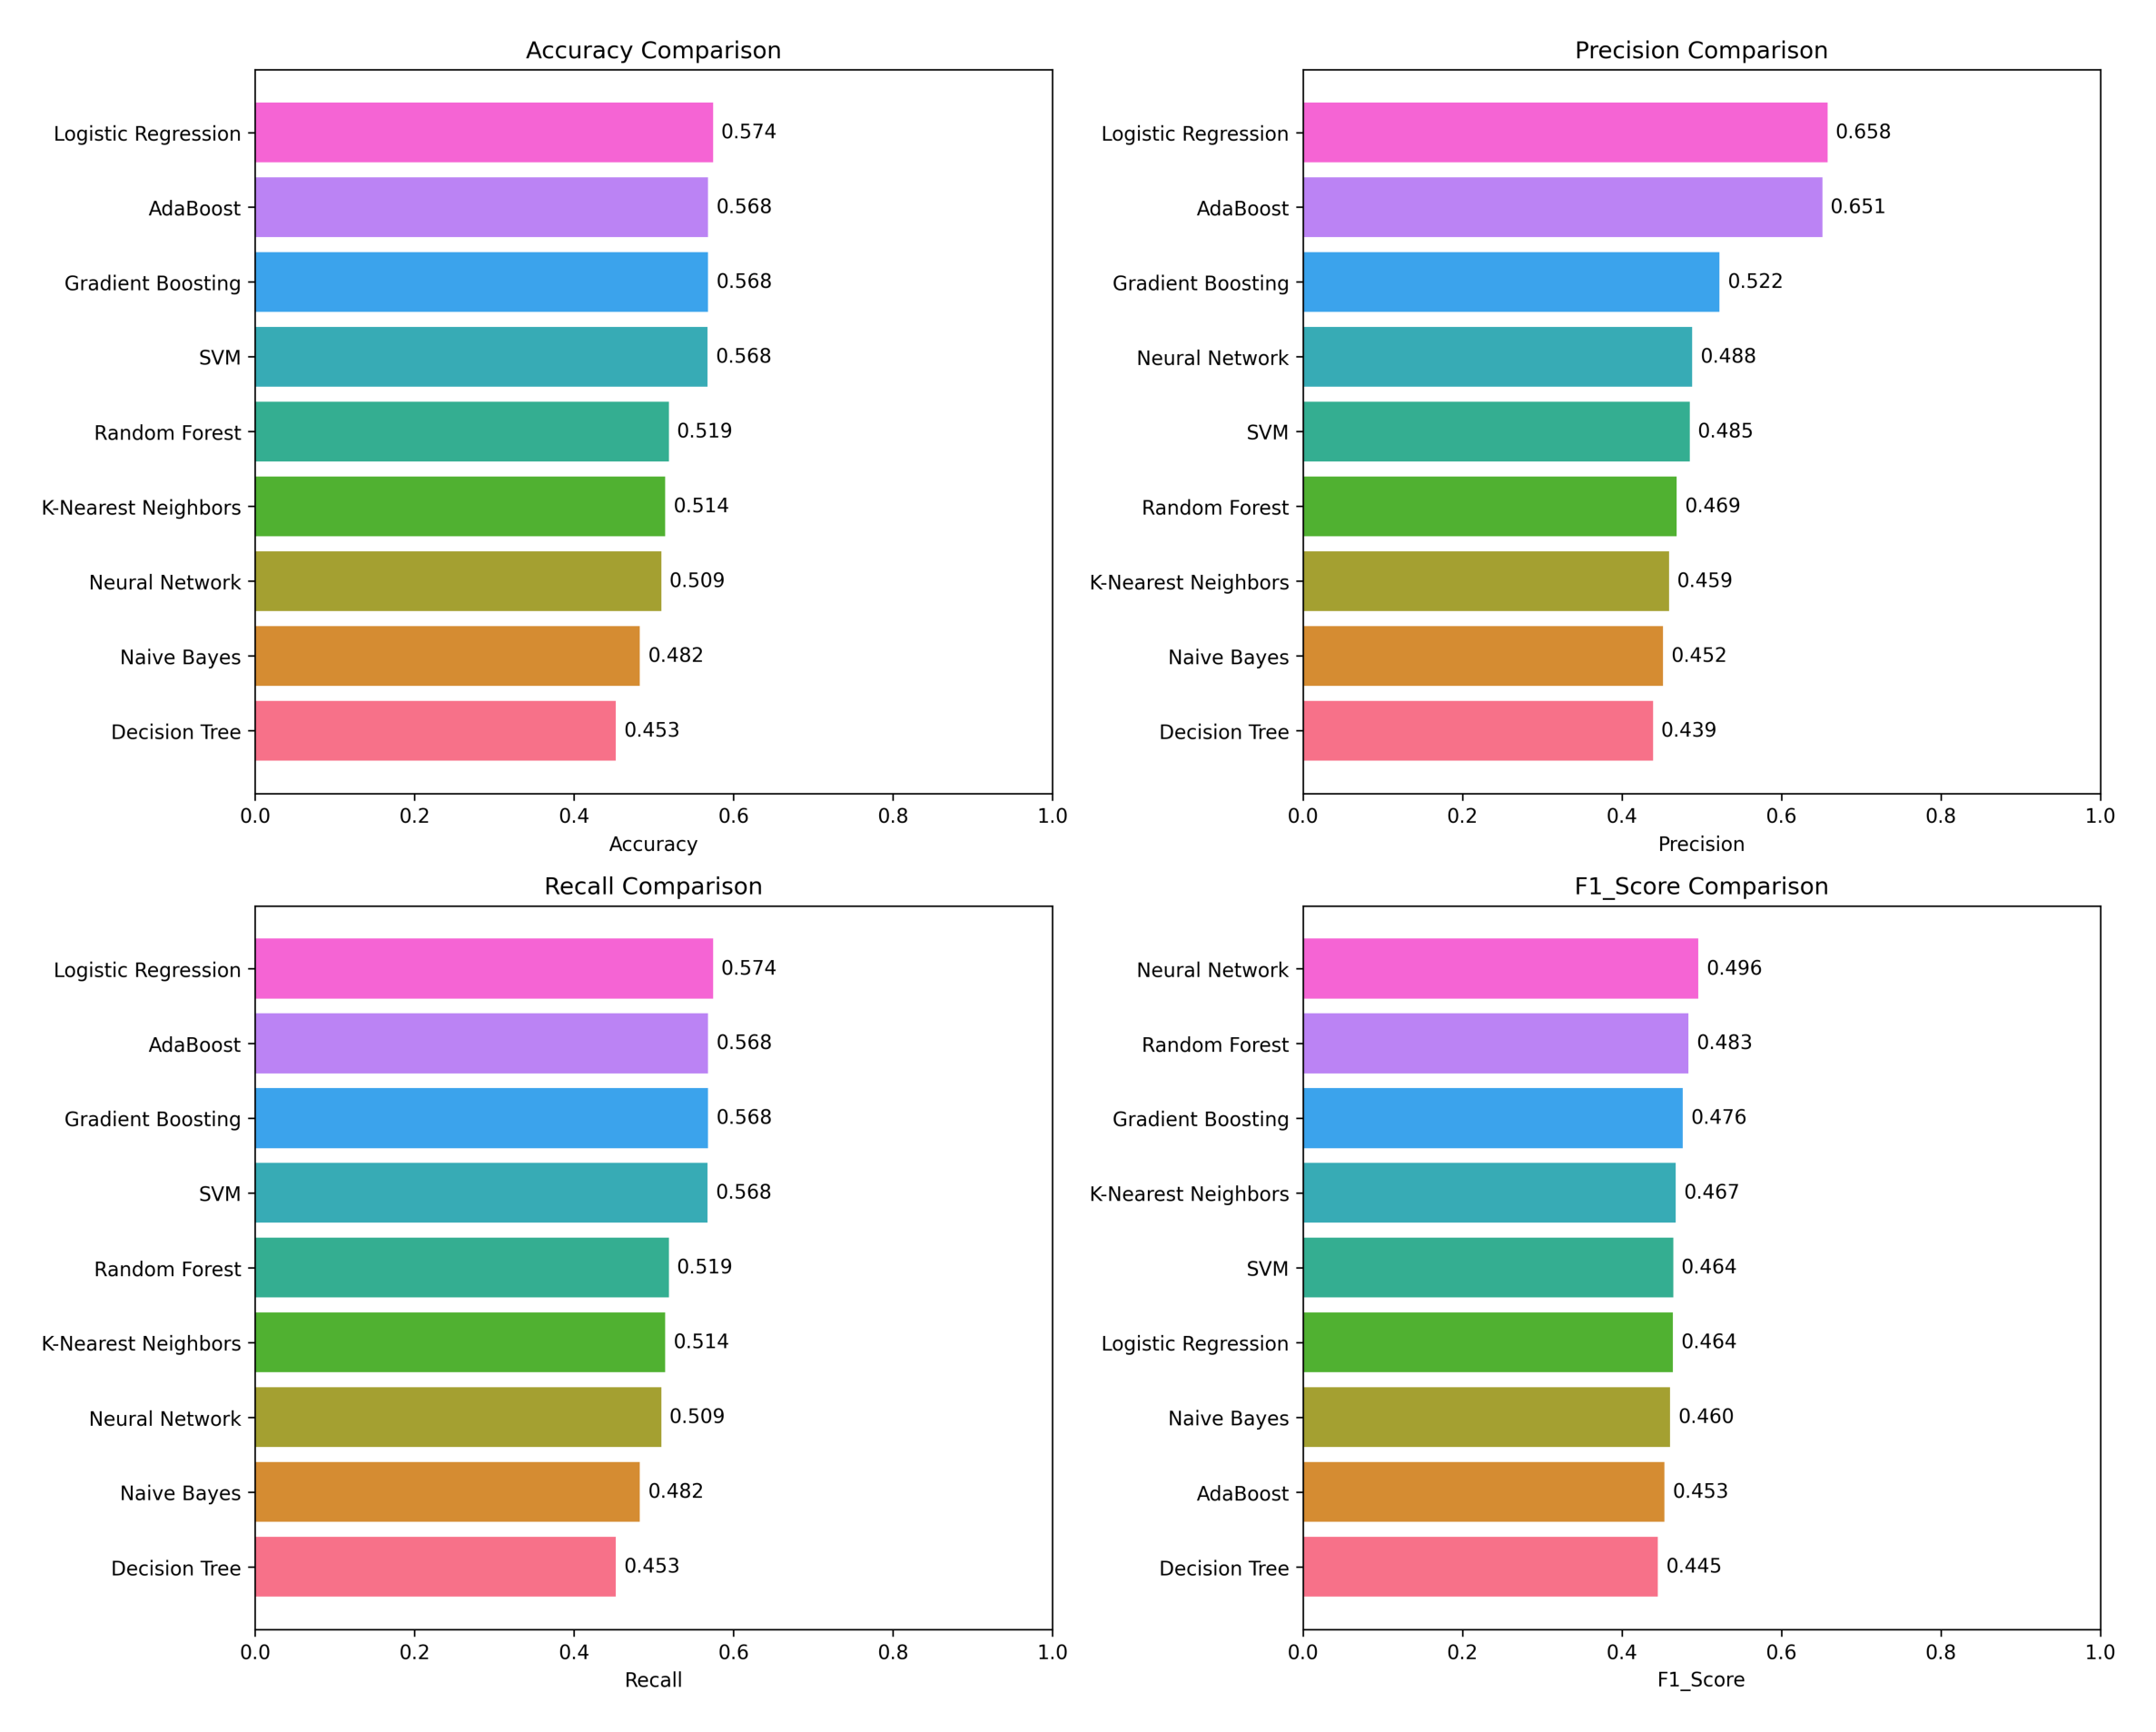 Accuracy Comparison
Logistic Regression 0.574
AdaBoost 0.568
Gradient Boosting 0.568
SVM 0.568
Random Forest 0.519
K-Nearest Neighbors 0.514
Neural Network 0.509
Naive Bayes 0.482
Decision Tree 0.453
0.0 0.2 0.4 0.6 0.8 1.0
Accuracy
Precision Comparison
Logistic Regression 0.658
AdaBoost 0.651
Gradient Boosting 0.522
Neural Network 0.488
SVM 0.485
Random Forest 0.469
K-Nearest Neighbors 0.459
Naive Bayes 0.452
Decision Tree 0.439
0.0 0.2 0.4 0.6 0.8 1.0
Precision
Recall Comparison
Logistic Regression 0.574
AdaBoost 0.568
Gradient Boosting 0.568
SVM 0.568
Random Forest 0.519
K-Nearest Neighbors 0.514
Neural Network 0.509
Naive Bayes 0.482
Decision Tree 0.453
0.0 0.2 0.4 0.6 0.8 1.0
Recall
F1_Score Comparison
Neural Network 0.496
Random Forest 0.483
Gradient Boosting 0.476
K-Nearest Neighbors 0.467
SVM 0.464
Logistic Regression 0.464
Naive Bayes 0.460
AdaBoost 0.453
Decision Tree 0.445
0.0 0.2 0.4 0.6 0.8 1.0
F1_Score